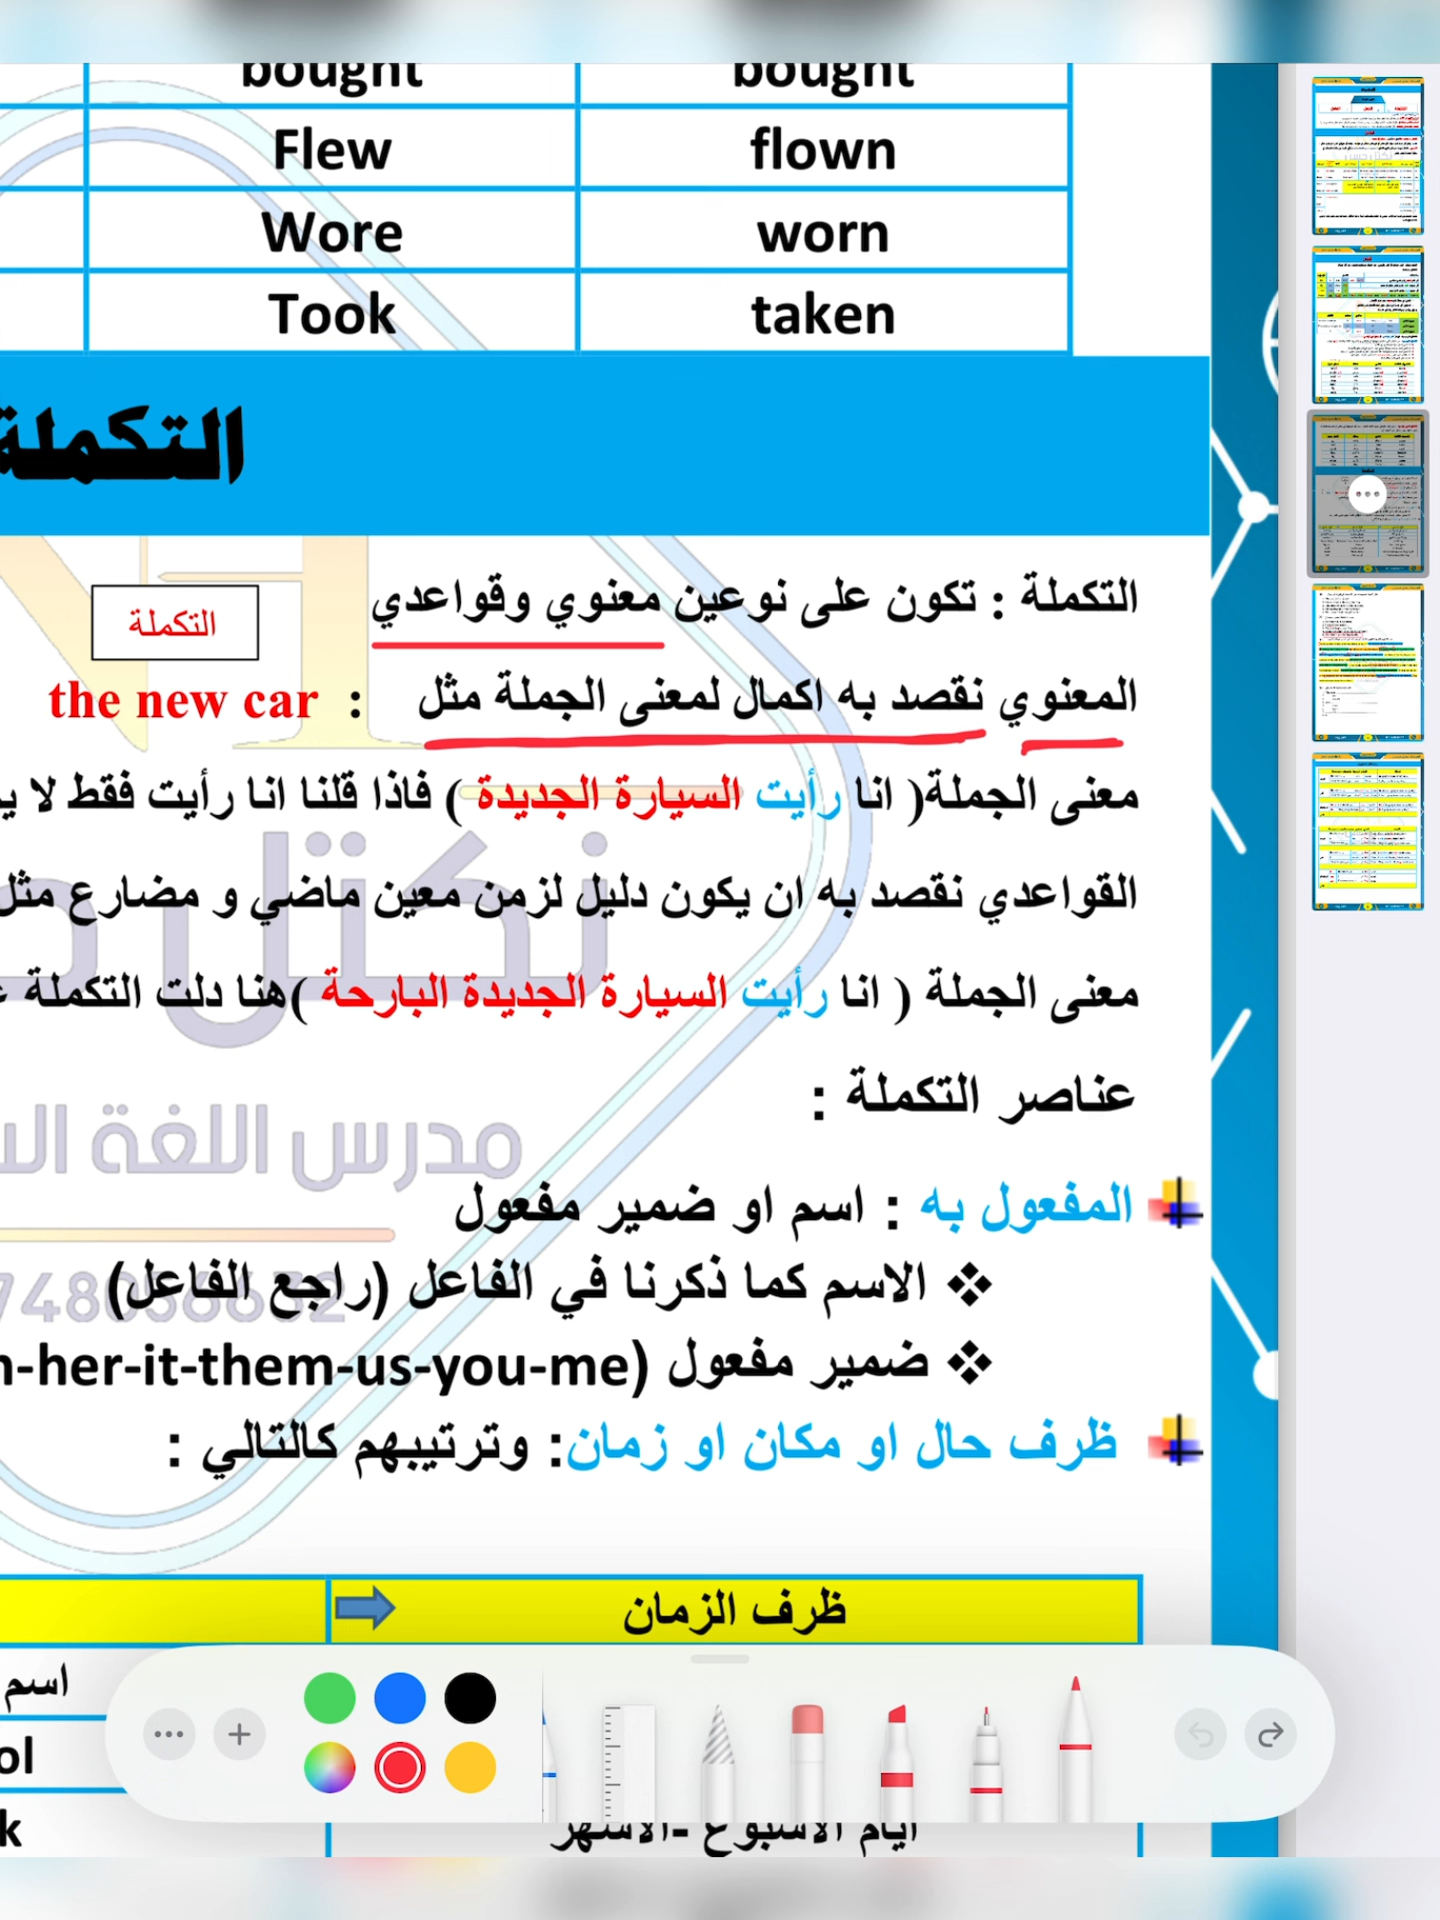 bought bought
Flew flown
Wore worn
Took taken
التكملة
التكملة : تكون على نوعين معنوي وقواعدي
التكملة
المعنوي نقصد به اكمال لمعنى الجملة مثل : the new car
معنى الجملة( انا رأيت السيارة الجديدة ) فاذا قلنا انا رأيت فقط لا
القواعدي نقصد به ان يكون دليل لزمن معين ماضي و مضارع مثل
معنى الجملة ( انا رأيت السيارة الجديدة البارحة )هنا دلت التكملة
عناصر التكملة :
نكتل
مدرس اللغة
المفعول به : اسم او ضمير مفعول
الاسم كما ذكرنا في الفاعل (راجع الفاعل)
ضمير مفعول (-her-it-them-us-you-me
ظرف حال او مكان او زمان: وترتيبهم كالتالي :
ظرف الزمان
اسم
ايام الاسبوع -الاشهر